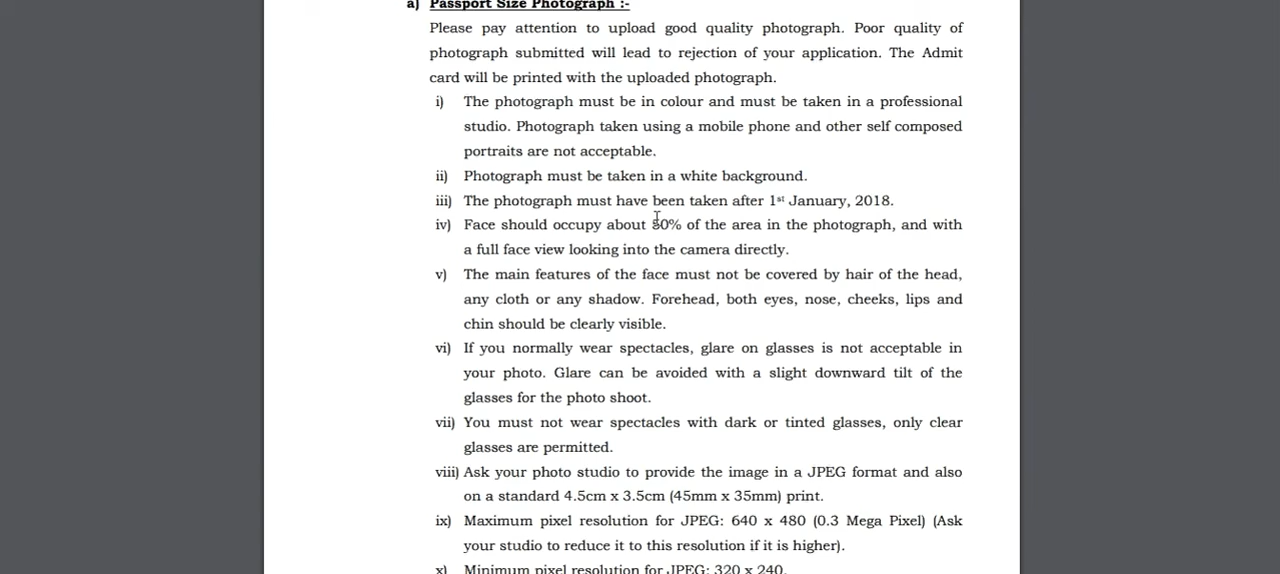 a) Passport Size Photograph :-
Please pay attention to upload good quality photograph. Poor quality of
photograph submitted will lead to rejection of your application. The Admit
card will be printed with the uploaded photograph.
i) The photograph must be in colour and must be taken in a professional
studio. Photograph taken using a mobile phone and other self composed
portraits are not acceptable.
ii) Photograph must be taken in a white background.
iii) The photograph must have been taken after 1st January, 2018.
iv) Face should occupy about of the area in the photograph, and with
a full face view looking into the camera directly.
v) The main features of the face must not be covered by hair of the head,
any cloth or any shadow. Forehead, both eyes, nose, cheeks, lips and
chin should be clearly visible.
vi) If you normally wear spectacles, glare on glasses is not acceptable in
your photo. Glare can be avoided with a slight downward tilt of the
glasses for the photo shoot.
vii) You must not wear spectacles with dark or tinted glasses, only clear
glasses are permitted.
viii) Ask your photo studio to provide the image in a JPEG format and also
on a standard 4.5cm x 3.5cm (45mm x 35mm) print.
ix) Maximum pixel resolution for JPEG: 640 x 480 (0.3 Mega Pixel) (Ask
your studio to reduce it to this resolution if it is higher).
x) Minimum pixel resolution for JPEG: 320 x 240.